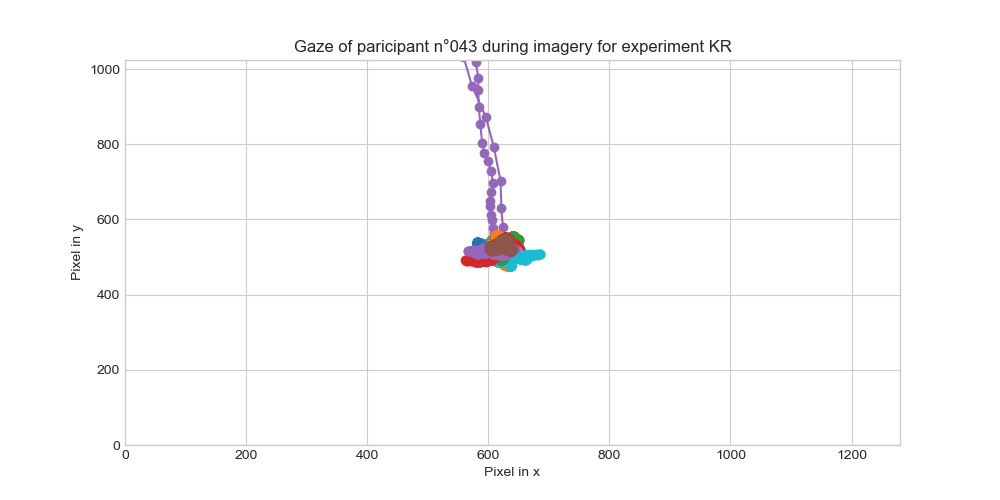 Gaze of paricipant n°043 during imagery for experiment KR
1000
800
600
400
200
0
Pixel in y
0 200 400 600 800 1000 1200
Pixel in x